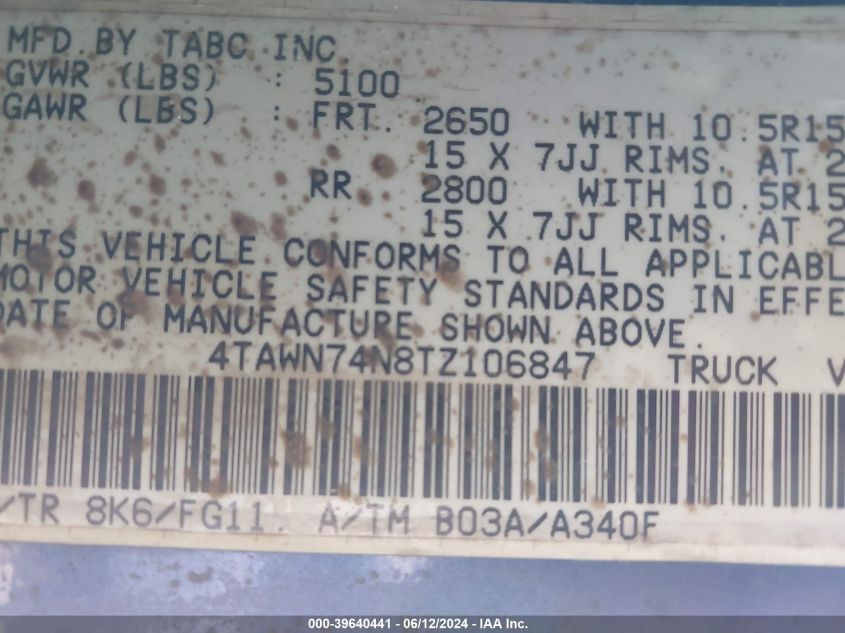 MFD. BY TABC INC.
GVWR (LBS) : 5100
GAWR (LBS) : FRT. 2650 WITH 10.5R15
15 X 7JJ RIMS. AT 2
RR 2800 WITH 10.5R15
15 X 7JJ RIMS. AT 2
THIS VEHICLE CONFORMS TO ALL APPLICABL
MOTOR VEHICLE SAFETY STANDARDS IN EFFE
DATE OF MANUFACTURE SHOWN ABOVE.
4TAWN74N8TZ106847 TRUCK V
/TR 8K6/FG11. A/TM B03A/A340F
000-39640441 - 06/12/2024 - IAA Inc.